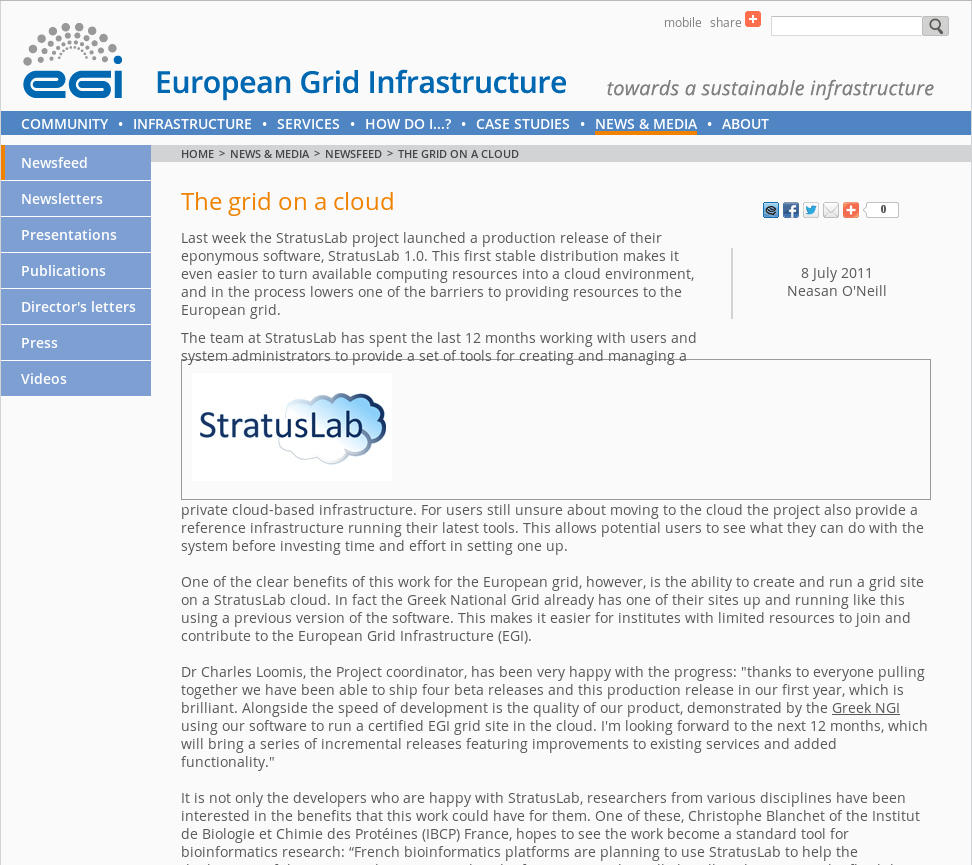 mobile share
egi
European Grid Infrastructure
towards a sustainable infrastructure
COMMUNITY • INFRASTRUCTURE • SERVICES • HOW DO I...? • CASE STUDIES • NEWS & MEDIA • ABOUT
HOME > NEWS & MEDIA > NEWSFEED > THE GRID ON A CLOUD
Newsfeed
Newsletters
Presentations
Publications
Director's letters
Press
Videos
The grid on a cloud
0
8 July 2011
Neasan O'Neill
Last week the StratusLab project launched a production release of their
eponymous software, StratusLab 1.0. This first stable distribution makes it
even easier to turn available computing resources into a cloud environment,
and in the process lowers one of the barriers to providing resources to the
European grid.
The team at StratusLab has spent the last 12 months working with users and
system administrators to provide a set of tools for creating and managing a
StratusLab
private cloud-based infrastructure. For users still unsure about moving to the cloud the project also provide a
reference infrastructure running their latest tools. This allows potential users to see what they can do with the
system before investing time and effort in setting one up.
One of the clear benefits of this work for the European grid, however, is the ability to create and run a grid site
on a StratusLab cloud. In fact the Greek National Grid already has one of their sites up and running like this
using a previous version of the software. This makes it easier for institutes with limited resources to join and
contribute to the European Grid Infrastructure (EGI).
Dr Charles Loomis, the Project coordinator, has been very happy with the progress: "thanks to everyone pulling
together we have been able to ship four beta releases and this production release in our first year, which is
brilliant. Alongside the speed of development is the quality of our product, demonstrated by the Greek NGI
using our software to run a certified EGI grid site in the cloud. I'm looking forward to the next 12 months, which
will bring a series of incremental releases featuring improvements to existing services and added
functionality."
It is not only the developers who are happy with StratusLab, researchers from various disciplines have been
interested in the benefits that this work could have for them. One of these, Christophe Blanchet of the Institut
de Biologie et Chimie des Protéines (IBCP) France, hopes to see the work become a standard tool for
bioinformatics research: “French bioinformatics platforms are planning to use StratusLab to help the